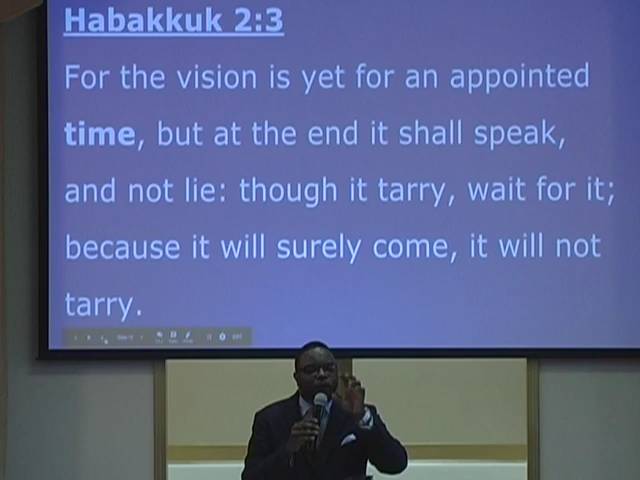 Habakkuk 2:3
For the vision is yet for an appointed
time, but at the end it shall speak,
and not lie: though it tarry, wait for it;
because it will surely come, it will not
tarry.